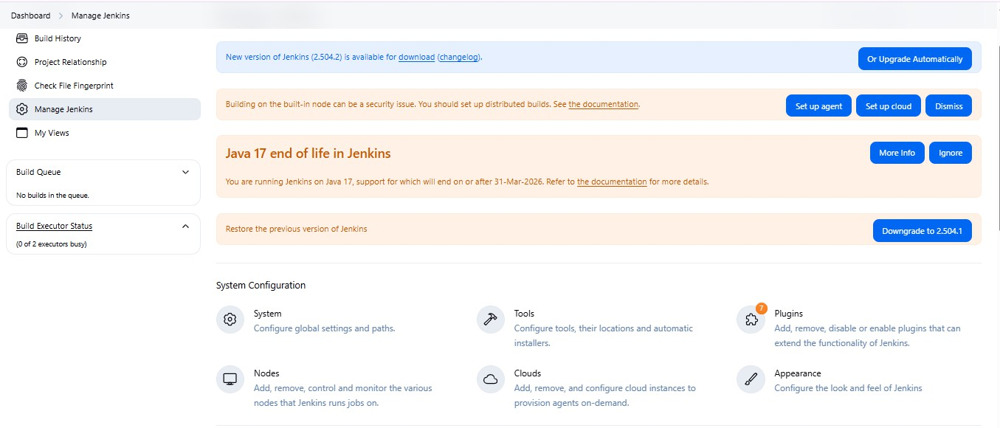 Dashboard > Manage Jenkins
Build History
Project Relationship
Check File Fingerprint
Manage Jenkins
My Views
Build Queue
No builds in the queue.
Build Executor Status
(0 of 2 executors busy)
New version of Jenkins (2.504.2) is available for download (changelog).
Or Upgrade Automatically
Building on the built-in node can be a security issue. You should set up distributed builds. See the documentation.
Set up agent
Set up cloud
Dismiss
Java 17 end of life in Jenkins
More Info
Ignore
You are running Jenkins on Java 17, support for which will end on or after 31-Mar-2026. Refer to the documentation for more details.
Restore the previous version of Jenkins
Downgrade to 2.504.1
System Configuration
System
Configure global settings and paths.
Tools
Configure tools, their locations and automatic
installers.
7
Plugins
Add, remove, disable or enable plugins that can
extend the functionality of Jenkins.
Nodes
Add, remove, control and monitor the various
nodes that Jenkins runs jobs on.
Clouds
Add, remove, and configure cloud instances to
provision agents on-demand.
Appearance
Configure the look and feel of Jenkins